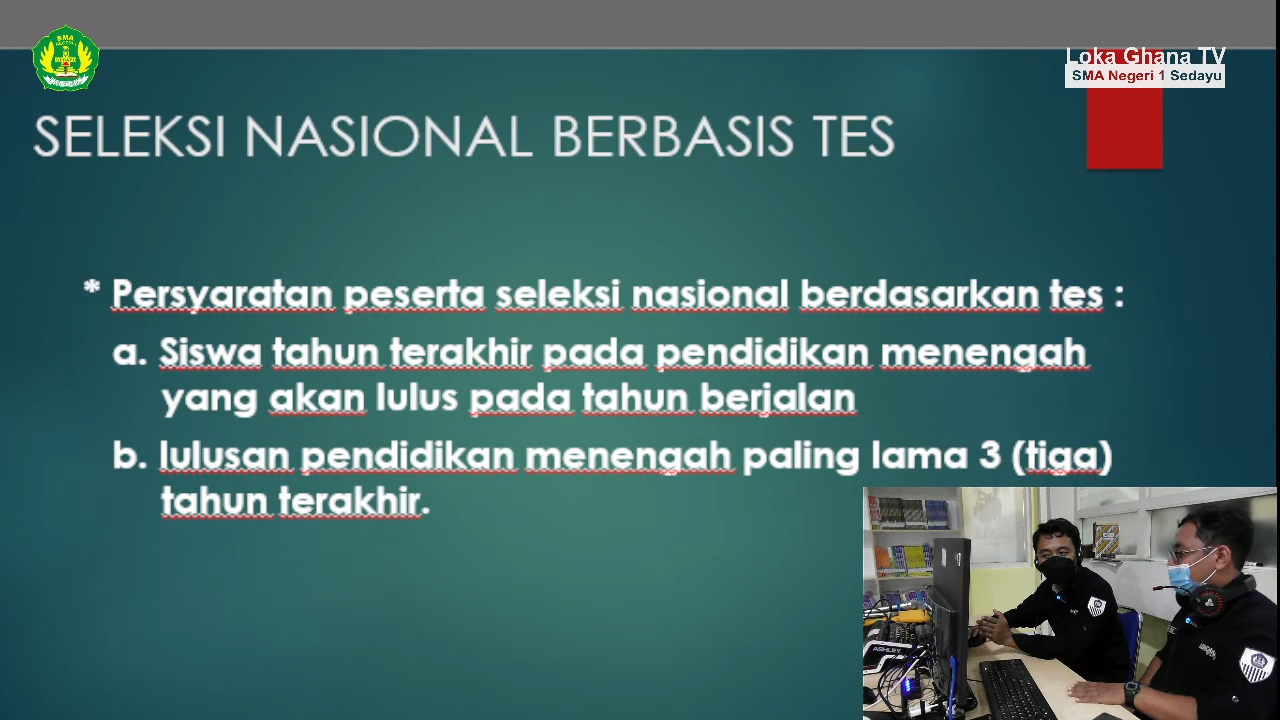 SMA
Loka Ghana TV
SMA Negeri 1 Sedayu
SELEKSI NASIONAL BERBASIS TES
* Persyaratan peserta seleksi nasional berdasarkan tes :
a. Siswa tahun terakhir pada pendidikan menengah
yang akan lulus pada tahun berjalan
b. lulusan pendidikan menengah paling lama 3 (tiga)
tahun terakhir.
ASHLEY